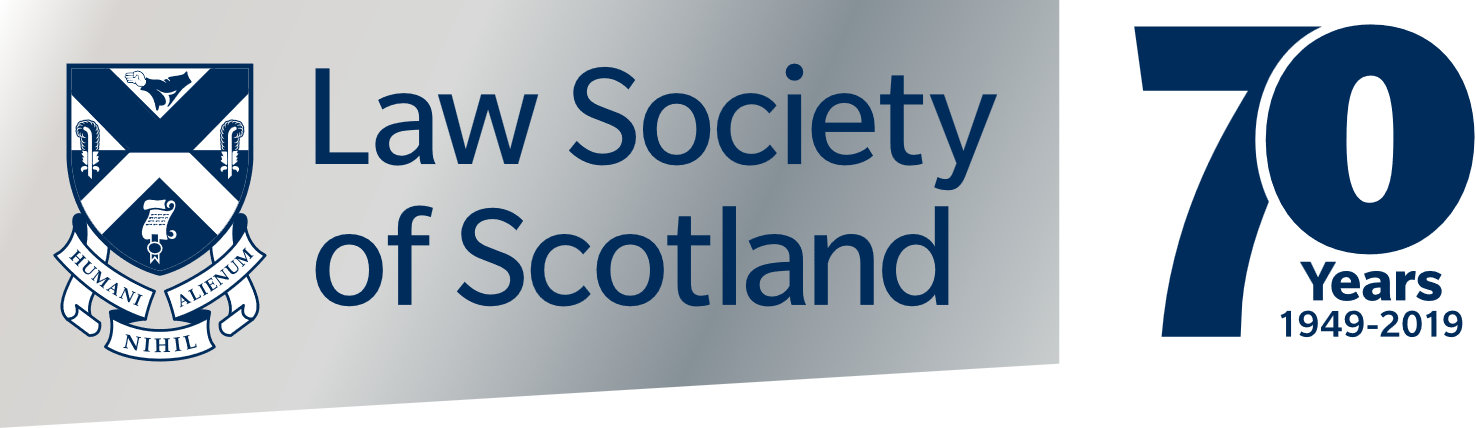 Law Society
of Scotland
HUMANI
NIHIL
ALIENUM
70
Years
1949-2019